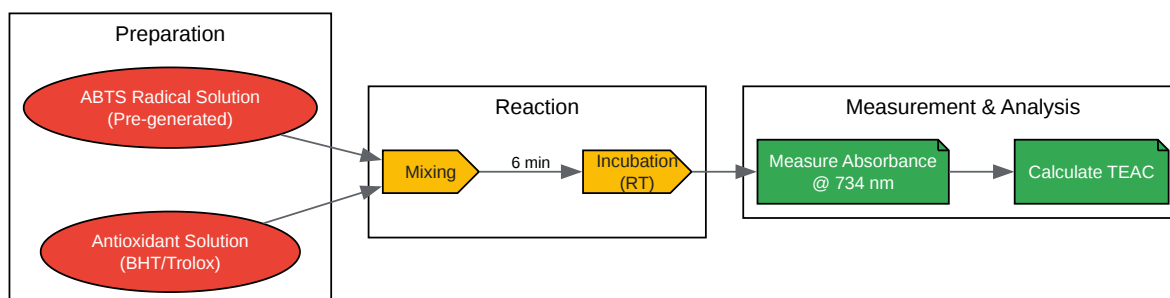 Preparation
ABTS Radical Solution
(Pre-generated)
Antioxidant Solution
(BHT/Trolox)
Reaction
Mixing
6 min
Incubation
(RT)
Measurement & Analysis
Measure Absorbance
@ 734 nm
Calculate TEAC